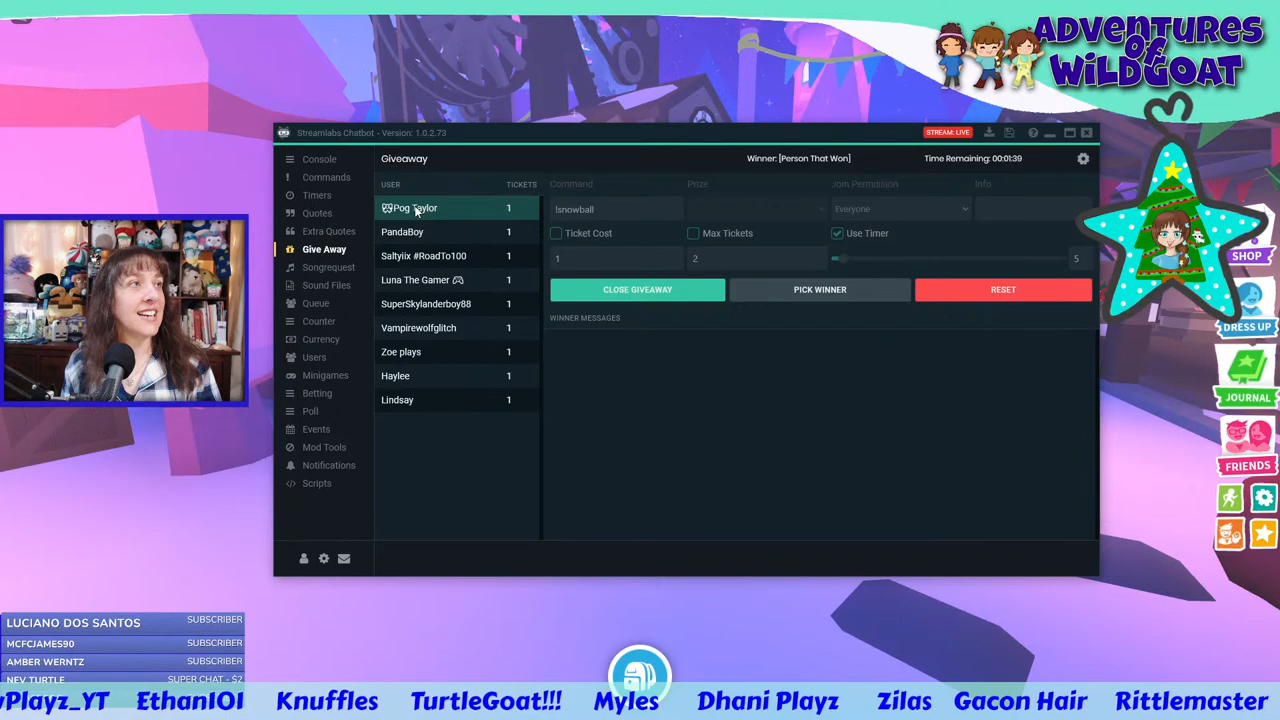 ADVENTURES
OF
WILDGOAT
Streamlabs Chatbot - Version: 1.0.2.73
STREAM: LIVE
Console
Commands
Timers
Quotes
Extra Quotes
Give Away
Songrequest
Sound Files
Queue
Counter
Currency
Users
Minigames
Betting
Poll
Events
Mod Tools
Notifications
Scripts
Giveaway
Winner: [Person That Won]
Time Remaining: 00:01:39
USER TICKETS
Pog Taylor 1
PandaBoy 1
Saltyiix #RoadTo100 1
Luna The Gamer 🎮 1
SuperSkylanderboy88 1
Vampirewolfglitch 1
Zoe plays 1
Haylee 1
Lindsay 1
Command Prize Join Permission Info
!snowball Everyone
Ticket Cost Max Tickets Use Timer
1 2 5
CLOSE GIVEAWAY PICK WINNER RESET
WINNER MESSAGES
SHOP
DRESS UP
JOURNAL
FRIENDS
LUCIANO DOS SANTOS SUBSCRIBER
MCFCJAMES90 SUBSCRIBER
AMBER WERNTZ SUBSCRIBER
NEV TURTLE SUPER CHAT - $2
yPlayz_YT Ethan101 Knuffles TurtleGoat!!! Myles Dhani Playz Zilas Gacon Hair Rittlemaster